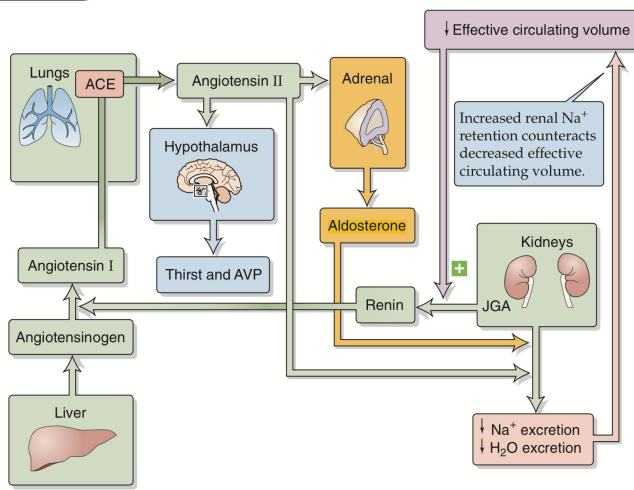 ↓ Effective circulating volume
Lungs
ACE
Angiotensin II
Adrenal
Increased renal Na⁺
retention counteracts
decreased effective
circulating volume.
Hypothalamus
Aldosterone
Kidneys
Angiotensin I
Thirst and AVP
+
Renin
JGA
Angiotensinogen
Liver
↓ Na⁺ excretion
↓ H₂O excretion